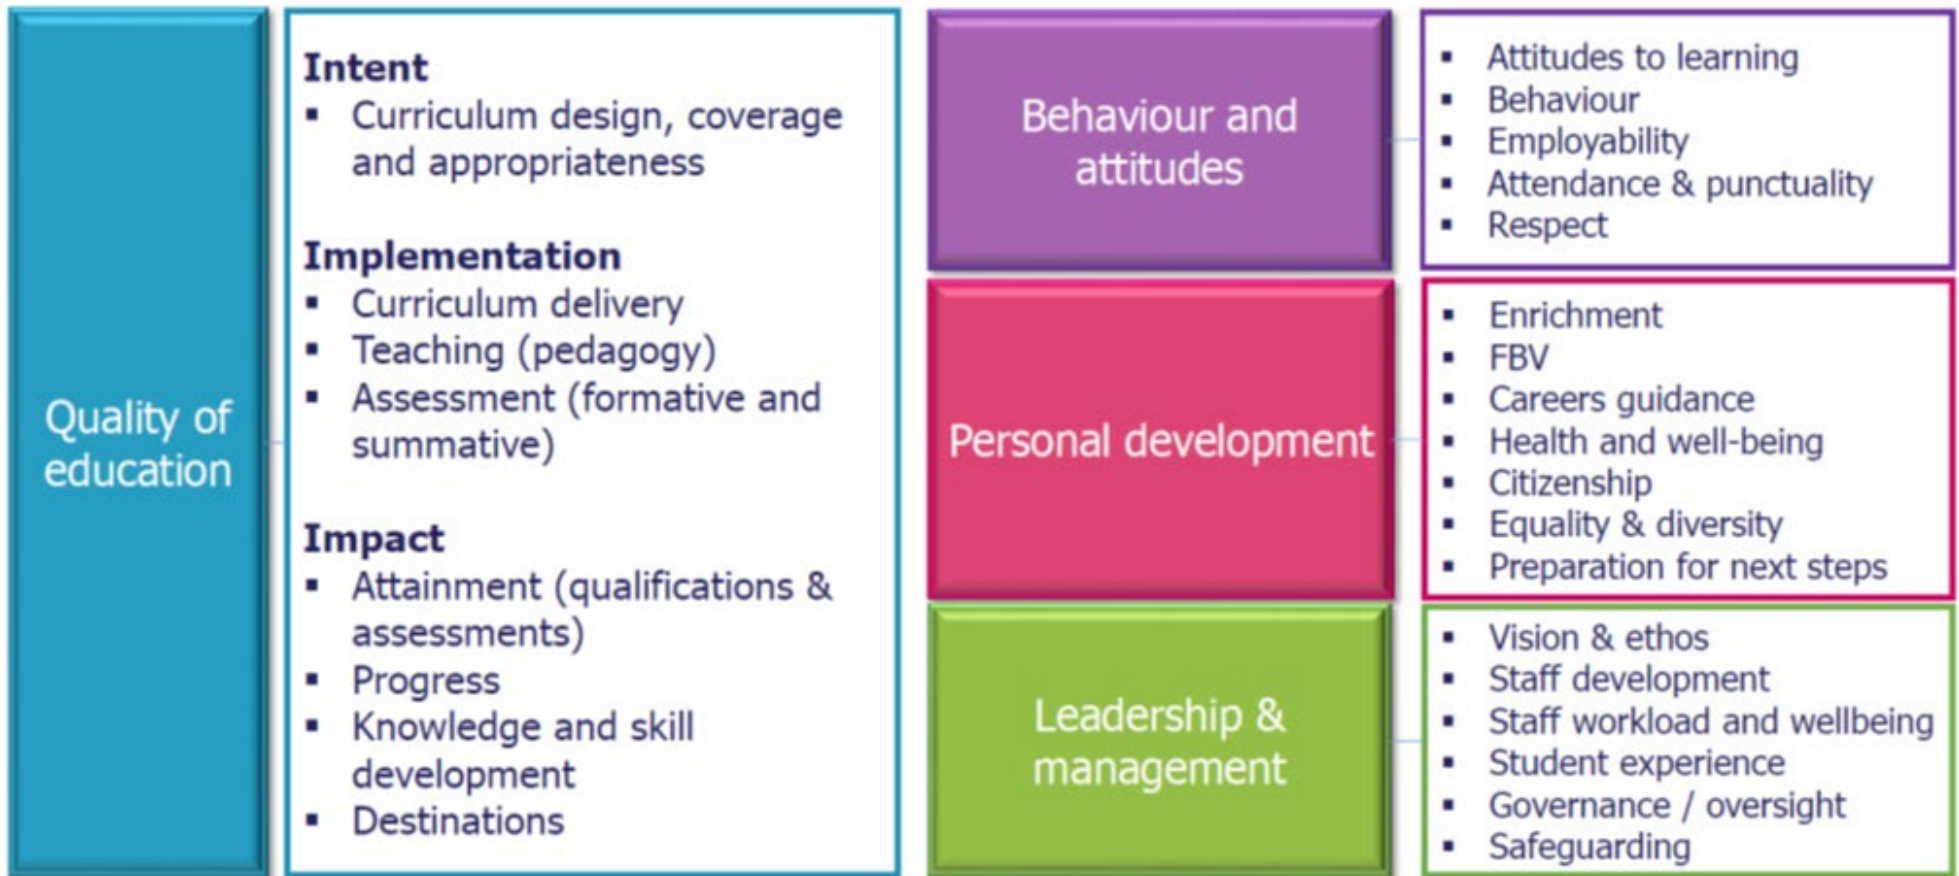 Quality of
education
Intent
▪ Curriculum design, coverage
and appropriateness
Implementation
▪ Curriculum delivery
▪ Teaching (pedagogy)
▪ Assessment (formative and
summative)
Impact
▪ Attainment (qualifications &
assessments)
▪ Progress
▪ Knowledge and skill
development
▪ Destinations
Behaviour and
attitudes
▪ Attitudes to learning
▪ Behaviour
▪ Employability
▪ Attendance & punctuality
▪ Respect
Personal development
▪ Enrichment
▪ FBV
▪ Careers guidance
▪ Health and well-being
▪ Citizenship
▪ Equality & diversity
▪ Preparation for next steps
Leadership &
management
▪ Vision & ethos
▪ Staff development
▪ Staff workload and wellbeing
▪ Student experience
▪ Governance / oversight
▪ Safeguarding